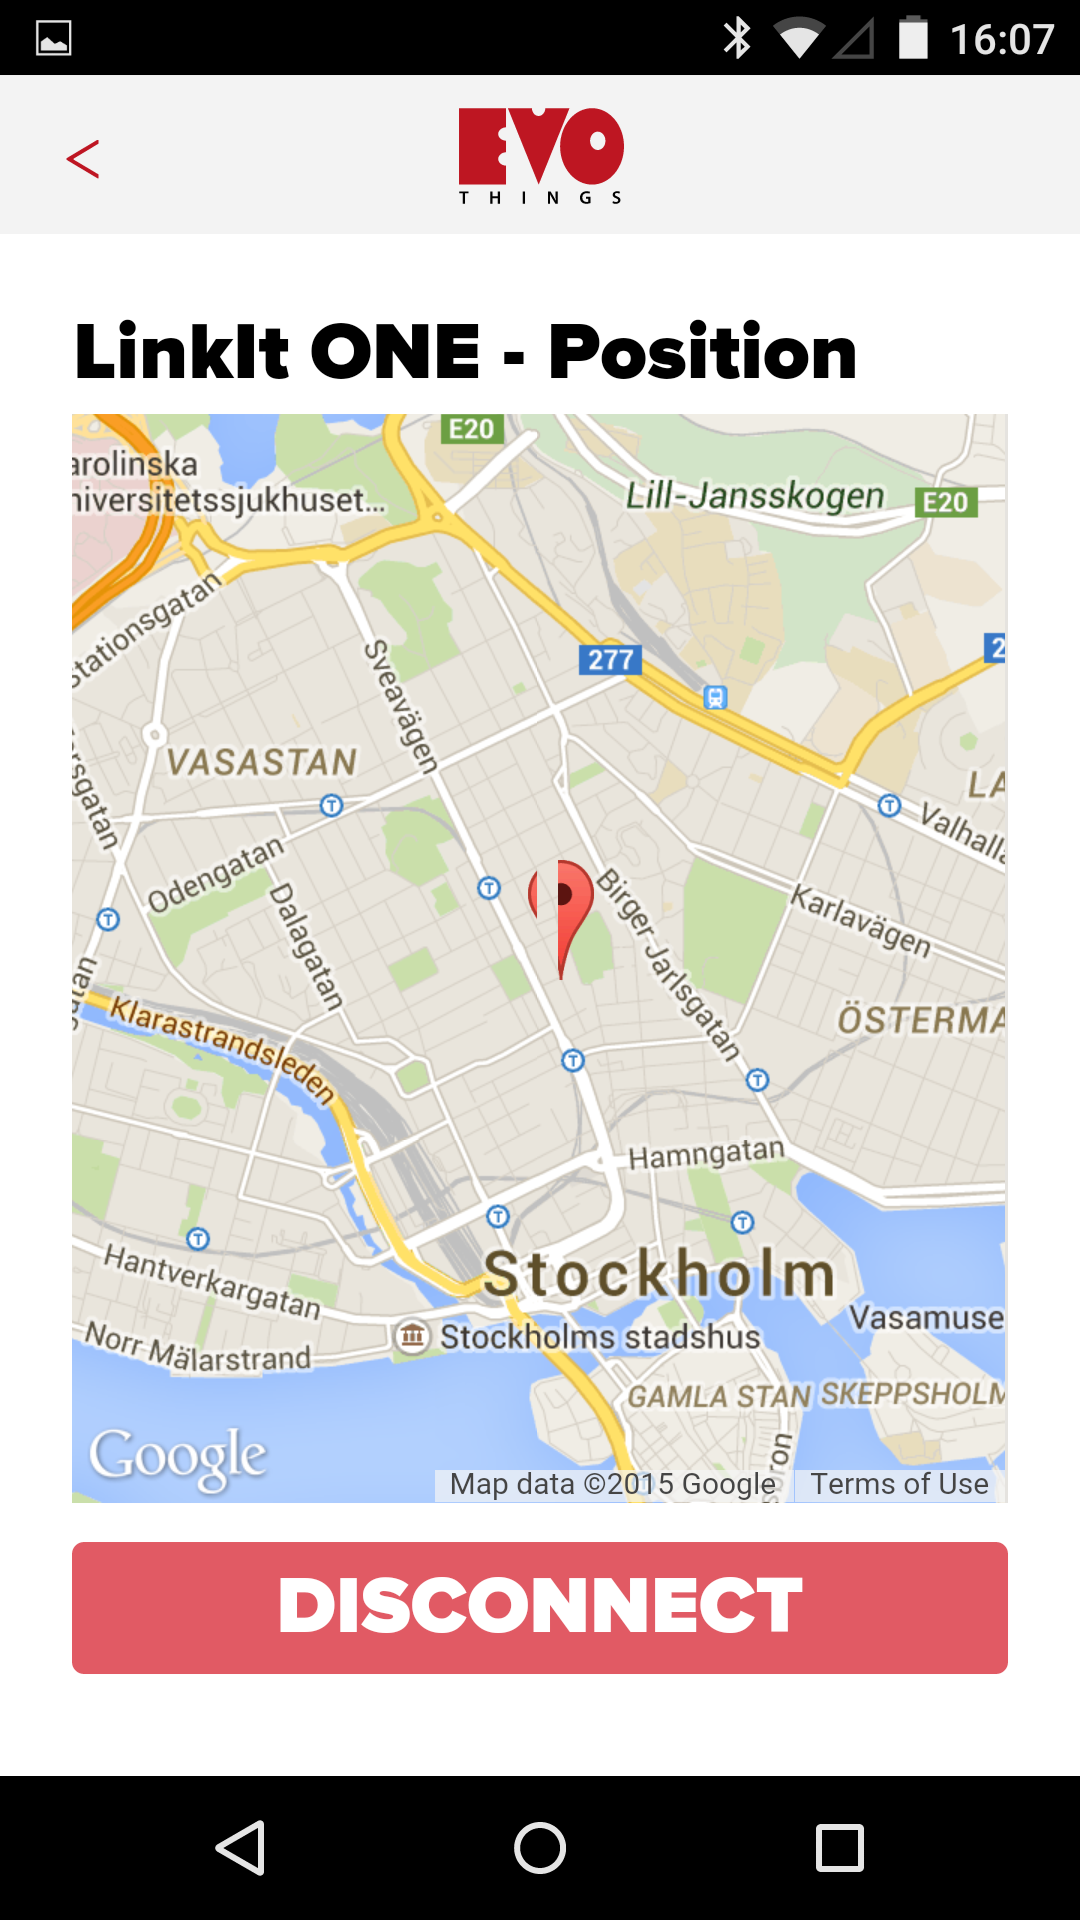 16:07
<
EVO
THINGS
LinkIt ONE - Position
E20
arolinska
niversitetssjukhuset...
Lill-Jansskogen
E20
Stationsgatan
Sveavägen
277
2
VASASTAN
LA
Valhalla
Odengatan
Dalagatan
Birger Jarlsgatan
Karlavägen
Klarastrandsleden
ÖSTERMA
Hamngatan
Hantverkargatan
Stockholm
Vasamuse
Norr Mälarstrand
Stockholms stadshus
GAMLA STAN
SKEPPSHOLM
Google
Map data ©2015 Google
Terms of Use
DISCONNECT